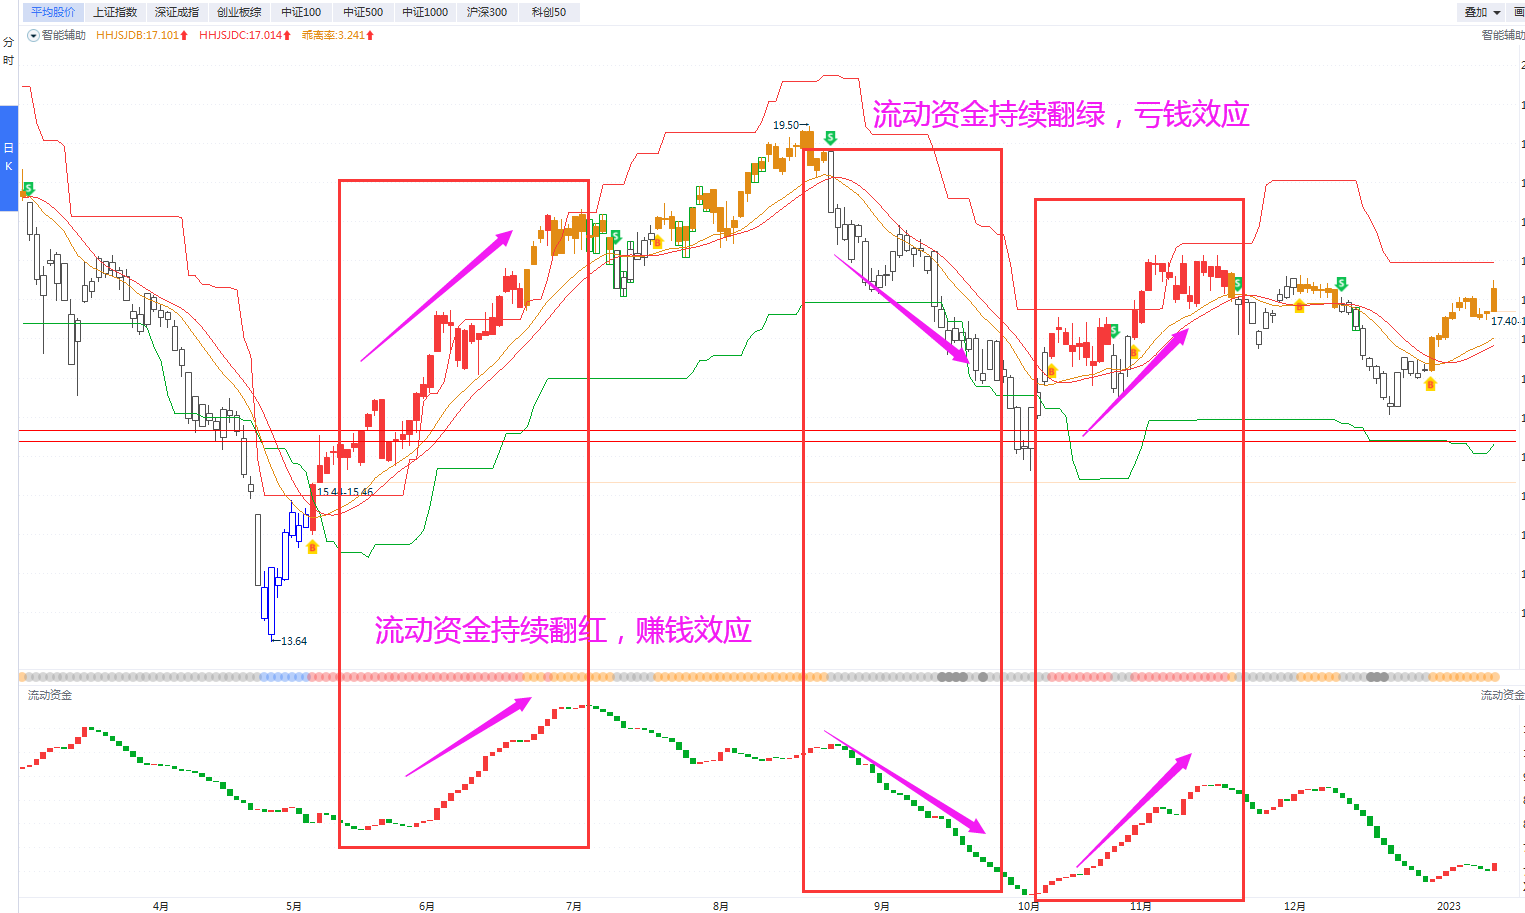 平均股价 上证指数 深证成指 创业板综 中证100 中证500 中证1000 沪深300 科创50 叠加
智能辅助 HHJSJDB:17.101 HHJSJDC:17.014 乖离率:3.241 智能辅助
分时
日K
流动资金持续翻绿，亏钱效应
19.50
S
S
S
S
S
S
B
B
B
B
B
B
17.40
15.44-15.46
13.64
流动资金持续翻红，赚钱效应
流动资金 流动资金
4月 5月 6月 7月 8月 9月 10月 11月 12月 2023